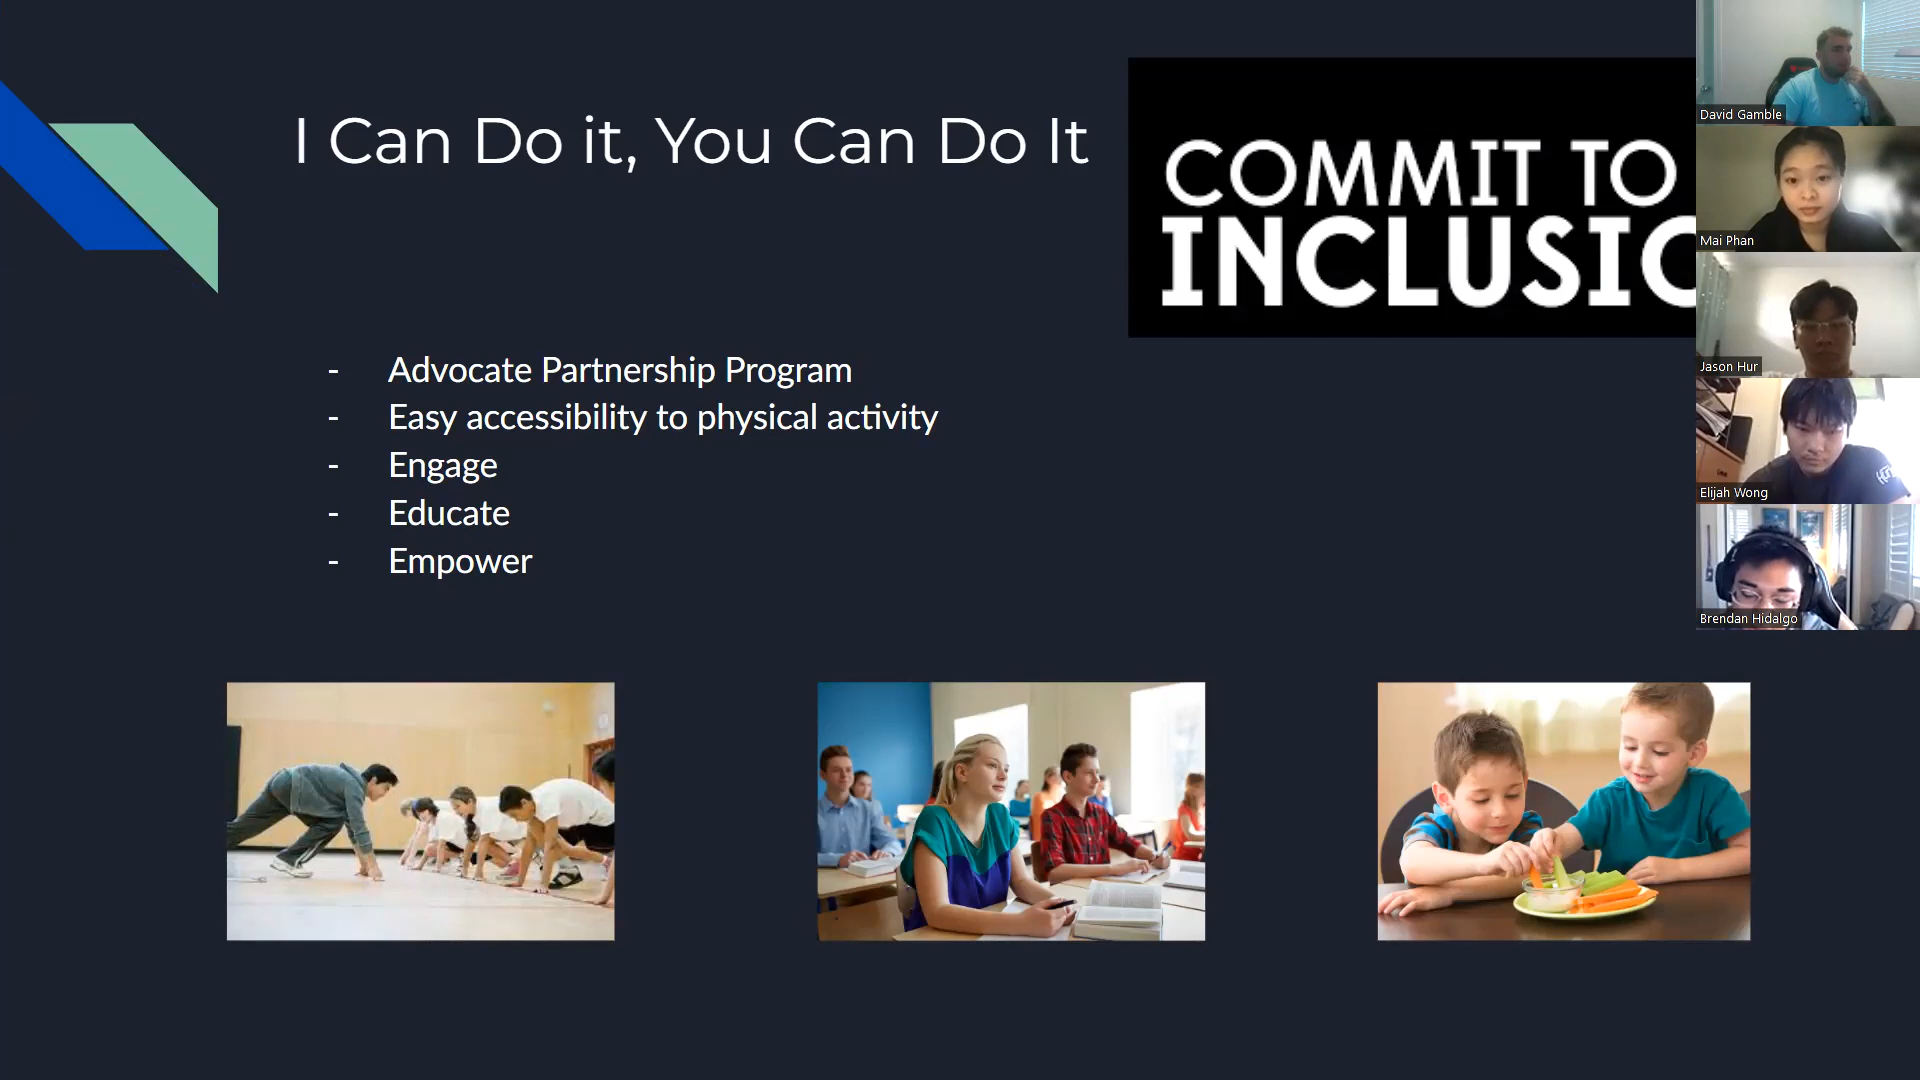 I Can Do it, You Can Do It
COMMIT TO
INCLUSIO
- Advocate Partnership Program
- Easy accessibility to physical activity
- Engage
- Educate
- Empower
David Gamble
Mai Phan
Jason Hur
Elijah Wong
Brendan Hidalgo